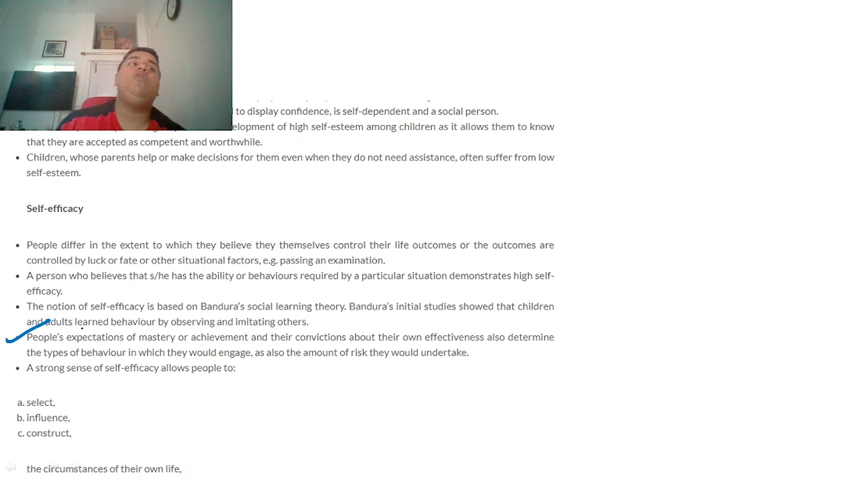 to display confidence, is self-dependent and a social person.
elopment of high self-esteem among children as it allows them to know
that they are accepted as competent and worthwhile.
• Children, whose parents help or make decisions for them even when they do not need assistance, often suffer from low
self-esteem.
Self-efficacy
• People differ in the extent to which they believe they themselves control their life outcomes or the outcomes are
controlled by luck or fate or other situational factors, e.g. passing an examination.
• A person who believes that s/he has the ability or behaviours required by a particular situation demonstrates high self-
efficacy.
• The notion of self-efficacy is based on Bandura's social learning theory. Bandura's initial studies showed that children
and adults learned behaviour by observing and imitating others.
People's expectations of mastery or achievement and their convictions about their own effectiveness also determine
the types of behaviour in which they would engage, as also the amount of risk they would undertake.
• A strong sense of self-efficacy allows people to:
a. select,
b. influence,
c. construct,
the circumstances of their own life,